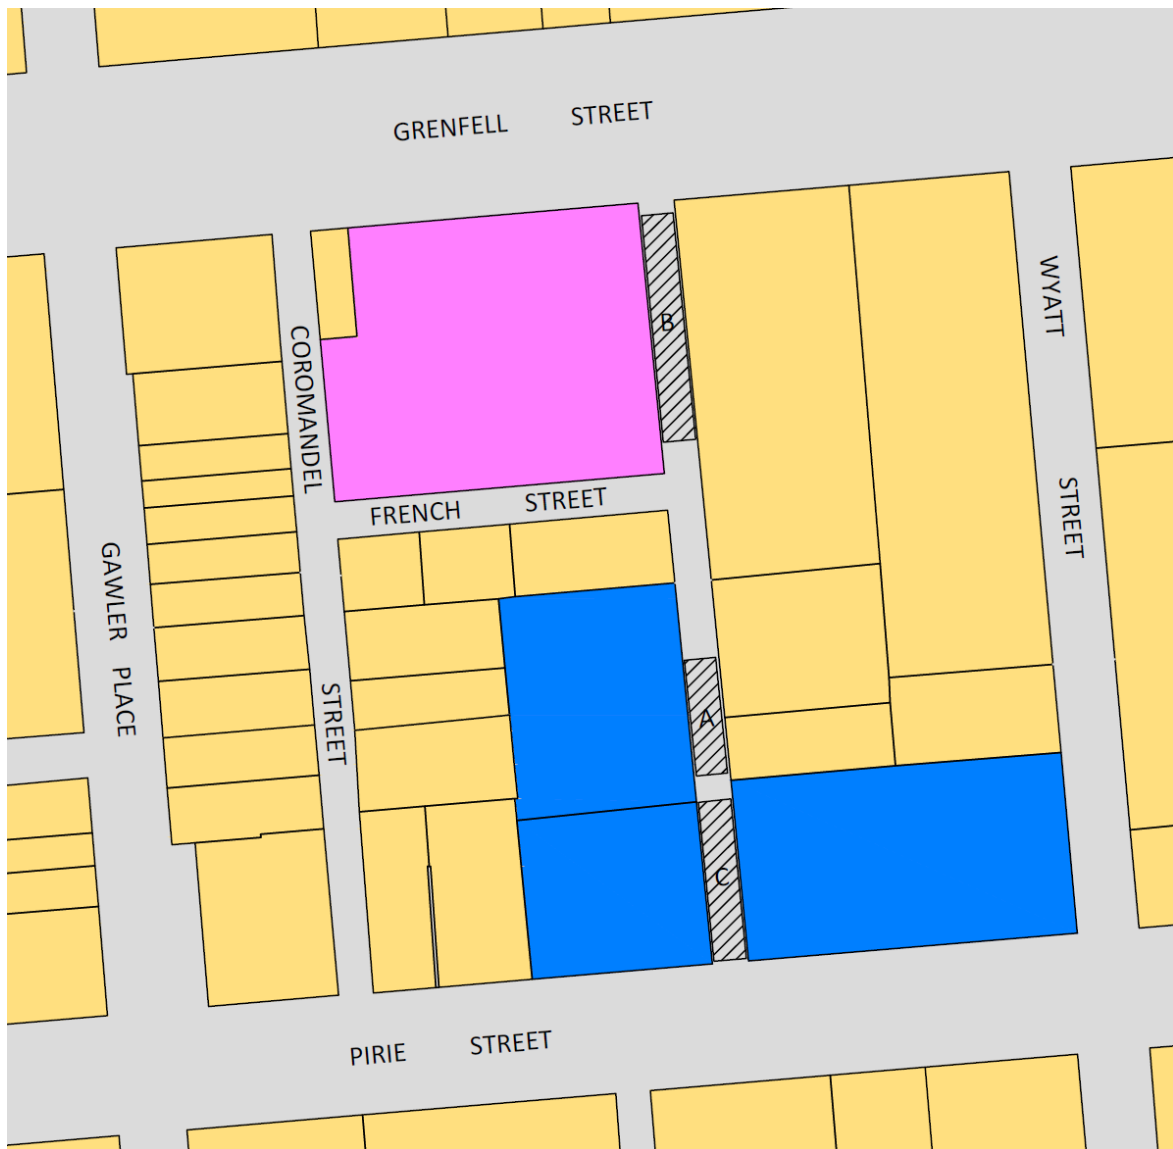 GRENFELL STREET
B
WYATT STREET
COROMANDEL STREET
FRENCH STREET
GAWLER PLACE
A
C
PIRIE STREET